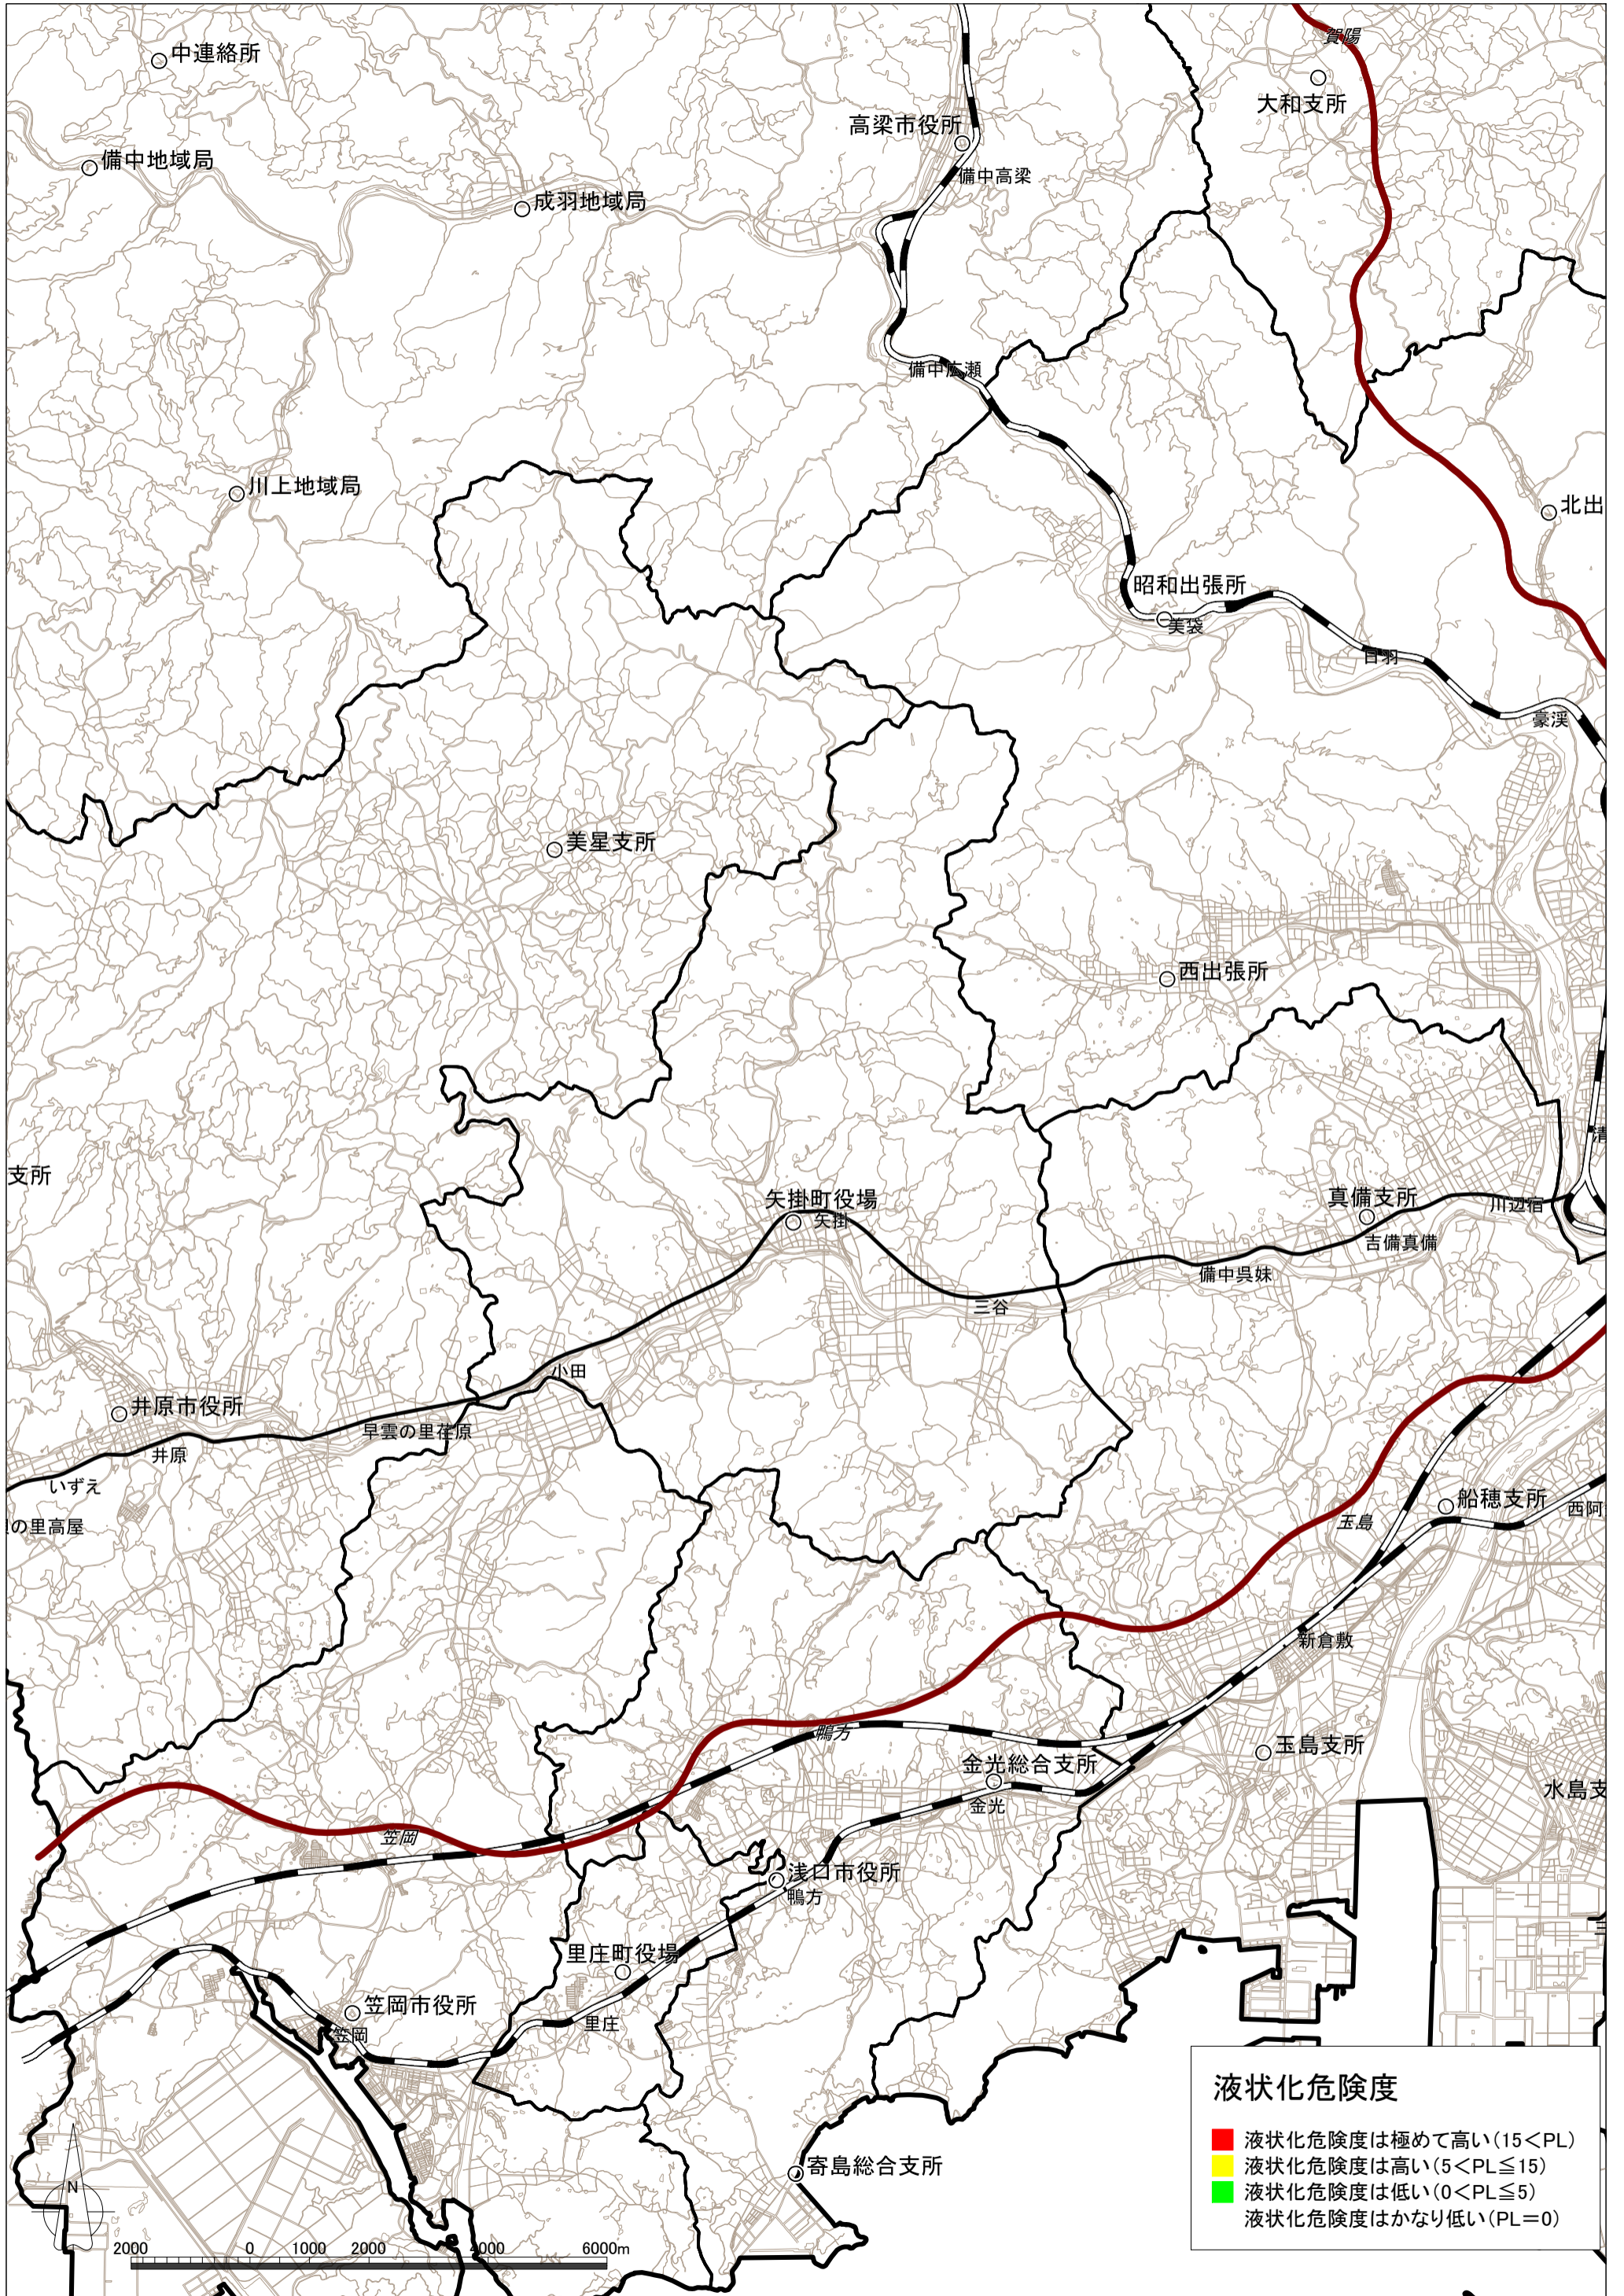 賀陽
中連絡所
大和支所
高梁市役所
備中地域局
備中高梁
成羽地域局
備中広瀬
川上地域局
北出
昭和出張所
美袋
日羽
豪渓
美星支所
西出張所
清
支所
矢掛町役場
矢掛
真備支所
川辺宿
吉備真備
備中呉妹
三谷
小田
井原市役所
早雲の里荏原
井原
いずえ
の里高屋
船穂支所
西阿
玉島
新倉敷
鴨方
玉島支所
金光総合支所
金光
水島支
笠岡
浅口市役所
鴨方
里庄町役場
笠岡市役所
里庄
笠岡
液状化危険度
液状化危険度は極めて高い(15<PL)
液状化危険度は高い(5<PL≦15)
液状化危険度は低い(0<PL≦5)
液状化危険度はかなり低い(PL=0)
寄島総合支所
N
2000 0 1000 2000 4000 6000m